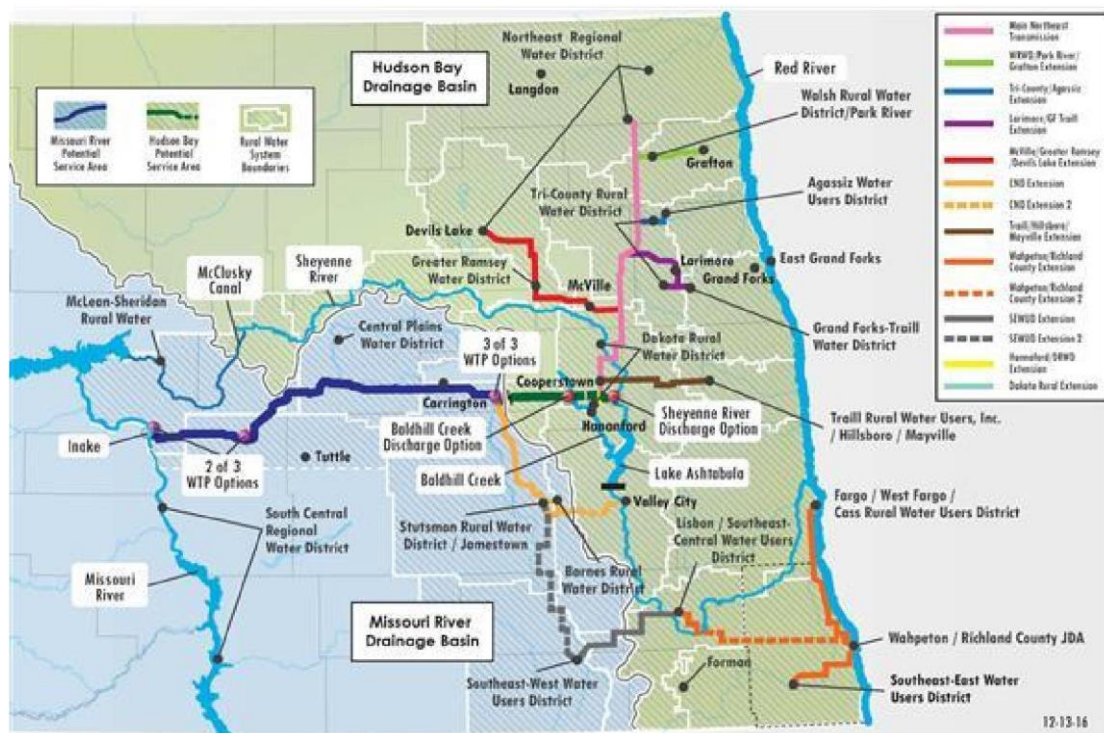 Northeast Regional
Water District
Hudson Bay
Drainage Basin
Langdon
Red River
Walsh Rural Water
District/Park River
Grafton
Missouri River
Potential
Service Area
Hudson Bay
Potential
Service Area
Rural Water
System
Boundaries
Tri-County Rural
Water District
Agassiz Water
Users District
Devils Lake
Greater Ramsey
Water District
McVille
Larimore
Grand Forks
East Grand Forks
Sheyenne
River
McClusky
Canal
McLean-Sheridan
Rural Water
Central Plains
Water District
3 of 3
WTP Options
Dakota Rural
Water District
Grand Forks-Traill
Water District
Cooperstown
Carrington
Baldhill Creek
Discharge Option
Hannanford
Sheyenne River
Discharge Option
Traill Rural Water Users, Inc.
/ Hillsboro / Mayville
Inake
2 of 3
WTP Options
Tuttle
Baldhill Creek
Lake Ashtabula
Valley City
South Central
Regional
Water District
Stutsman Rural Water
District / Jamestown
Lisbon / Southeast-
Central Water Users
District
Fargo / West Fargo /
Cass Rural Water Users District
Barnes Rural
Water District
Missouri
River
Missouri River
Drainage Basin
Wahpeton / Richland County JDA
Forman
Southeast-West Water
Users District
Southeast-East Water
Users District
12-13-16
Main Northeast
Transmission
WRWD/Park River/
Grafton Extension
Tri-County/Agassiz
Extension
Larimore/GF Traill
Extension
McVille/Greater Ramsey
/Devils Lake Extension
CND Extension
CND Extension 2
Traill/Hillsboro/
Mayville Extension
Wahpeton/Richland
County Extension
Wahpeton/Richland
County Extension 2
SEWUD Extension
SEWUD Extension 2
Hannaford/DRWD
Extension
Dakota Rural Extension